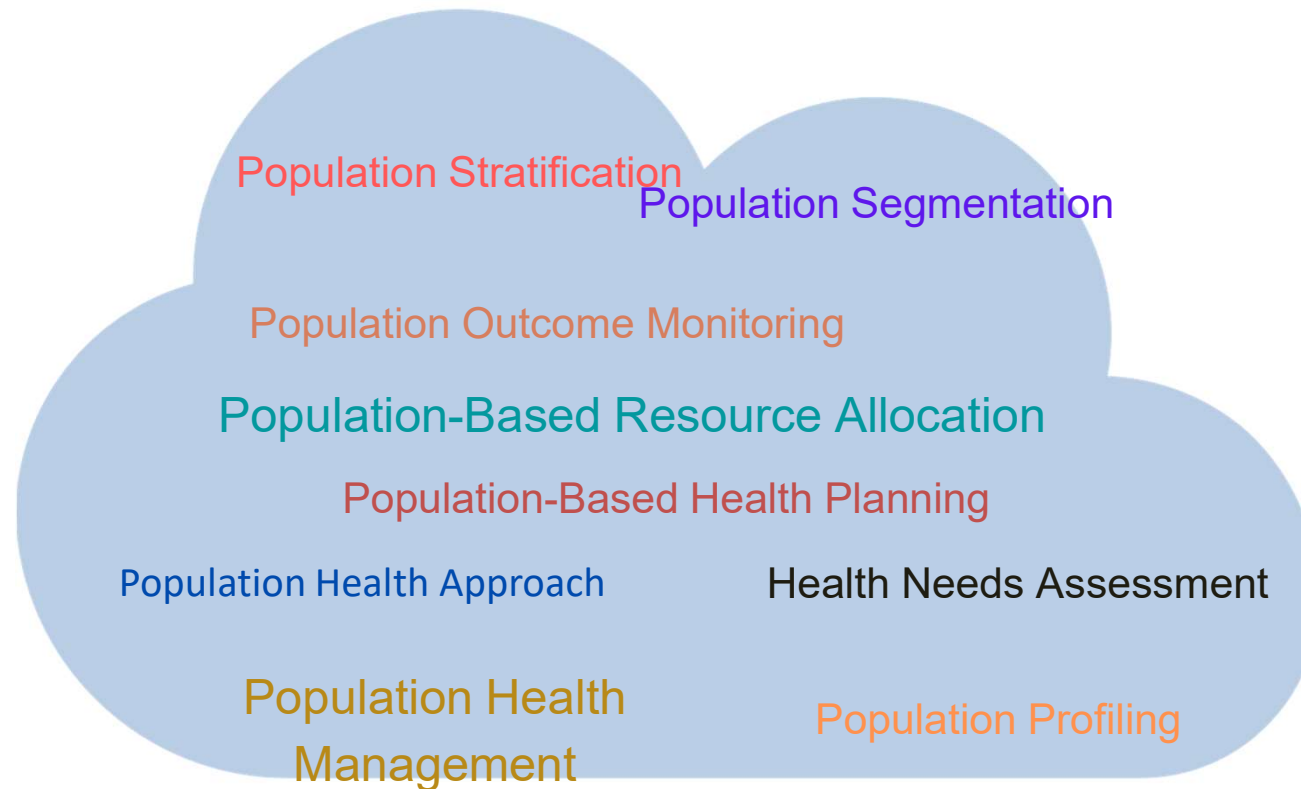 Population Stratification
Population Segmentation
Population Outcome Monitoring
Population-Based Resource Allocation
Population-Based Health Planning
Population Health Approach
Health Needs Assessment
Population Health
Management
Population Profiling